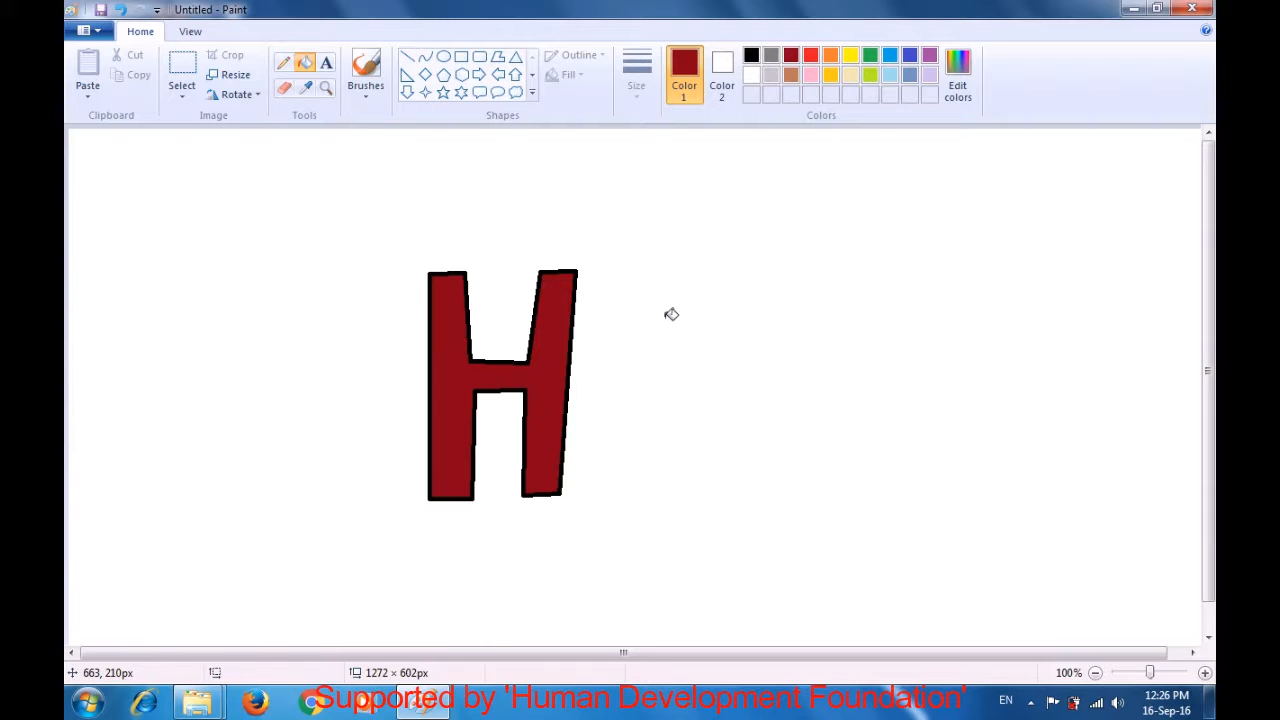 Untitled - Paint
Home View
Paste
Cut
Copy
Clipboard
Select
Crop
Resize
Rotate
Image
A
Tools
Brushes
Outline
Fill
Shapes
Size
Color 1
Color 2
Edit colors
Colors
H
663, 210px
1272 × 602px
100%
EN
12:26 PM
16-Sep-16
Supported by 'Human Development Foundation'